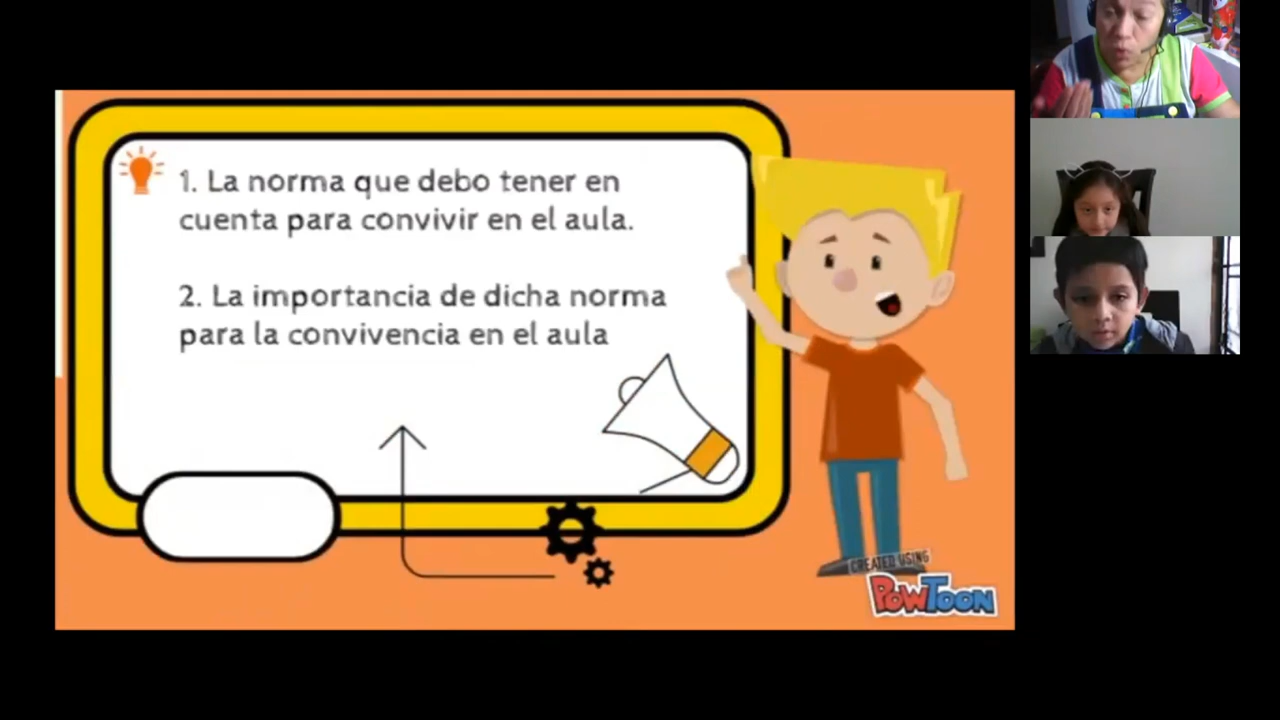 1. La norma que debo tener en
cuenta para convivir en el aula.
2. La importancia de dicha norma
para la convivencia en el aula
CREATED USING
POWTOON